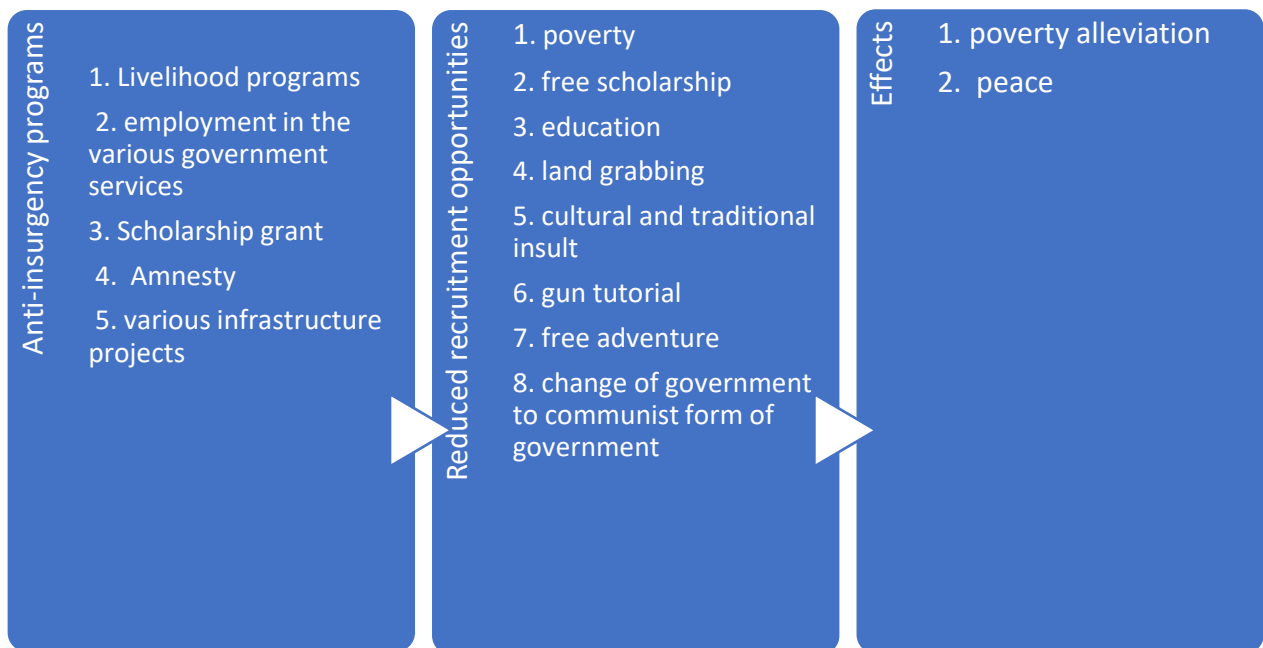 Anti-insurgency programs
1. Livelihood programs
2. employment in the
various government
services
3. Scholarship grant
4. Amnesty
5. various infrastructure
projects
Reduced recruitment opportunities
1. poverty
2. free scholarship
3. education
4. land grabbing
5. cultural and traditional
insult
6. gun tutorial
7. free adventure
8. change of government
to communist form of
government
Effects
1. poverty alleviation
2. peace